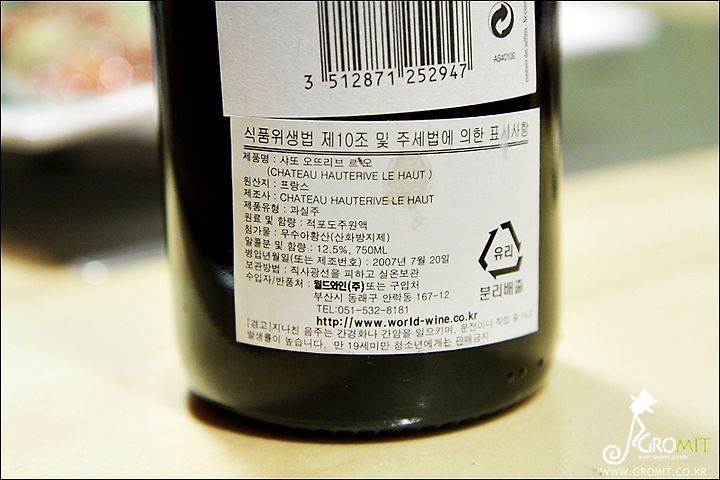 3 512871 252947
AS40100
식품위생법 제10조 및 주세법에 의한 표시사항
제품명 : 샤또 오뜨리브 르 오
(CHATEAU HAUTERIVE LE HAUT )
원산지 : 프랑스
제조사 : CHATEAU HAUTERIVE LE HAUT
제품유형 : 과실주
원료 및 함량 : 적포도주원액
첨가물 : 무수아황산(산화방지제)
알콜분 및 함량 : 12.5%, 750ML
병입년월일(또는 제조번호) : 2007년 7월 20일
보관방법 : 직사광선을 피하고 실온보관
수입자/반품처 : 월드와인(주)또는 구입처
부산시 동래구 안락동 167-12
TEL:051-532-8181
http://www.world-wine.co.kr
[경고]지나친 음주는 간경화나 간암을 일으키며, 운전이나 작업 중 사고
발생률이 높습니다. 만 19세미만 청소년에게는 판매금지
유리
분리배출
GROMIT
WWW.GROMIT.CO.KR
WWW.GROMIT.CO.KR